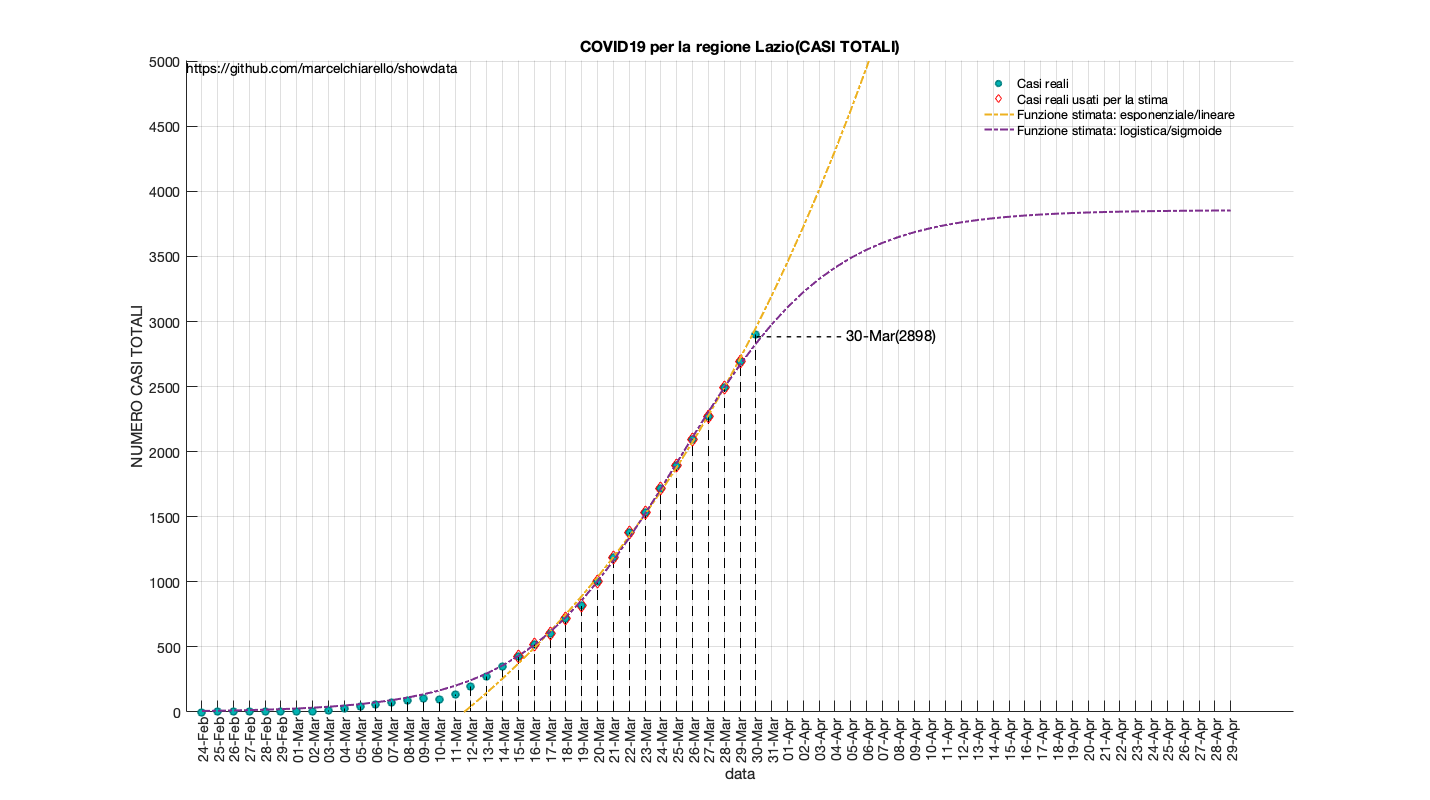 COVID19 per la regione Lazio(CASI TOTALI)
https://github.com/marcelchiarello/showdata
Casi reali
Casi reali usati per la stima
Funzione stimata: esponenziale/lineare
Funzione stimata: logistica/sigmoide
NUMERO CASI TOTALI
5000
4500
4000
3500
3000
2500
2000
1500
1000
500
0
30-Mar(2898)
24-Feb
25-Feb
26-Feb
27-Feb
28-Feb
29-Feb
01-Mar
02-Mar
03-Mar
04-Mar
05-Mar
06-Mar
07-Mar
08-Mar
09-Mar
10-Mar
11-Mar
12-Mar
13-Mar
14-Mar
15-Mar
16-Mar
17-Mar
18-Mar
19-Mar
20-Mar
21-Mar
22-Mar
23-Mar
24-Mar
25-Mar
26-Mar
27-Mar
28-Mar
29-Mar
30-Mar
31-Mar
01-Apr
02-Apr
03-Apr
04-Apr
05-Apr
06-Apr
07-Apr
08-Apr
09-Apr
10-Apr
11-Apr
12-Apr
13-Apr
14-Apr
15-Apr
16-Apr
17-Apr
18-Apr
19-Apr
20-Apr
21-Apr
22-Apr
23-Apr
24-Apr
25-Apr
26-Apr
27-Apr
28-Apr
29-Apr
data